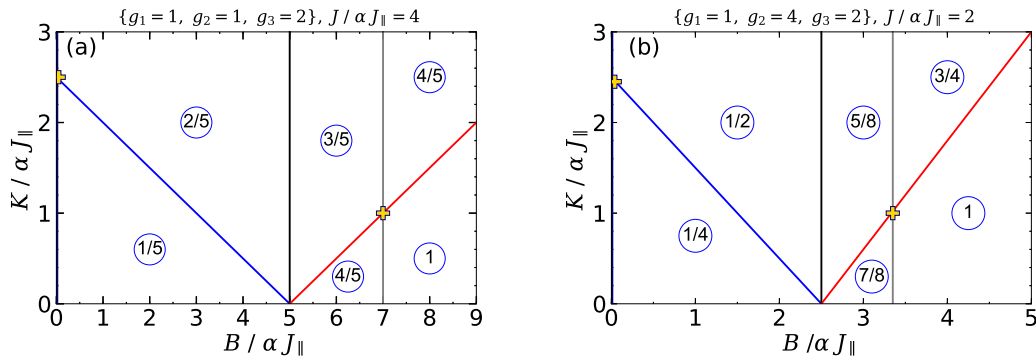 {g₁ = 1, g₂ = 1, g₃ = 2}, J / α J∥ = 4
(a)
K / α J∥
3
2
1
0
2/5
1/5
3/5
4/5
4/5
1
0 1 2 3 4 5 6 7 8 9
B / α J∥
{g₁ = 1, g₂ = 4, g₃ = 2}, J / α J∥ = 2
(b)
K / α J∥
3
2
1
0
1/2
1/4
5/8
3/4
7/8
1
0 1 2 3 4 5
B / α J∥